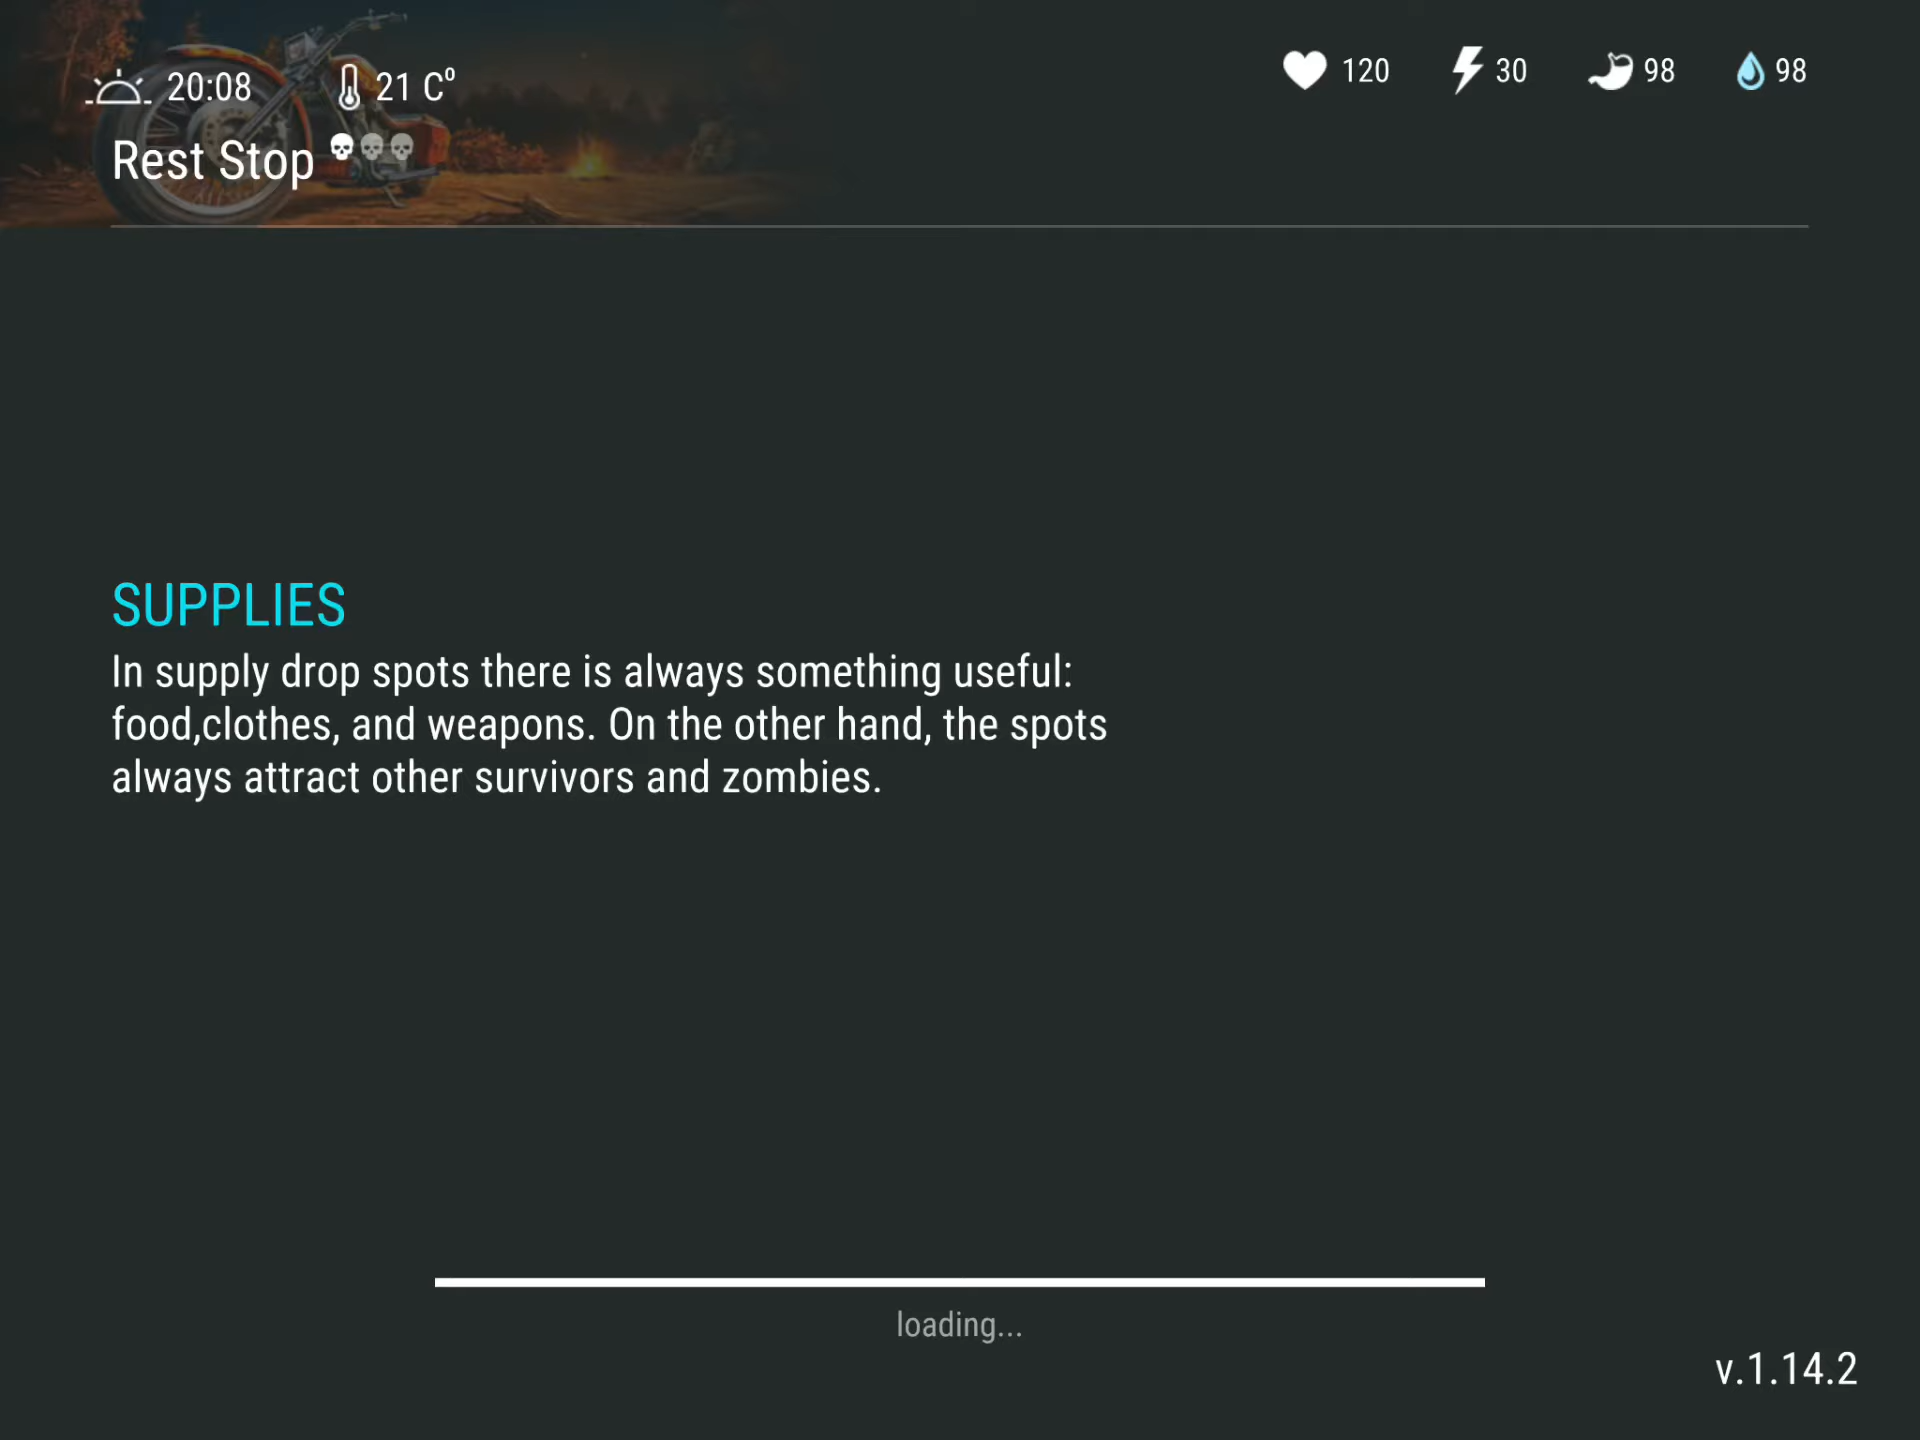 20:08
21 C⁰
120
30
98
98
Rest Stop
SUPPLIES
In supply drop spots there is always something useful:
food,clothes, and weapons. On the other hand, the spots
always attract other survivors and zombies.
loading...
v.1.14.2